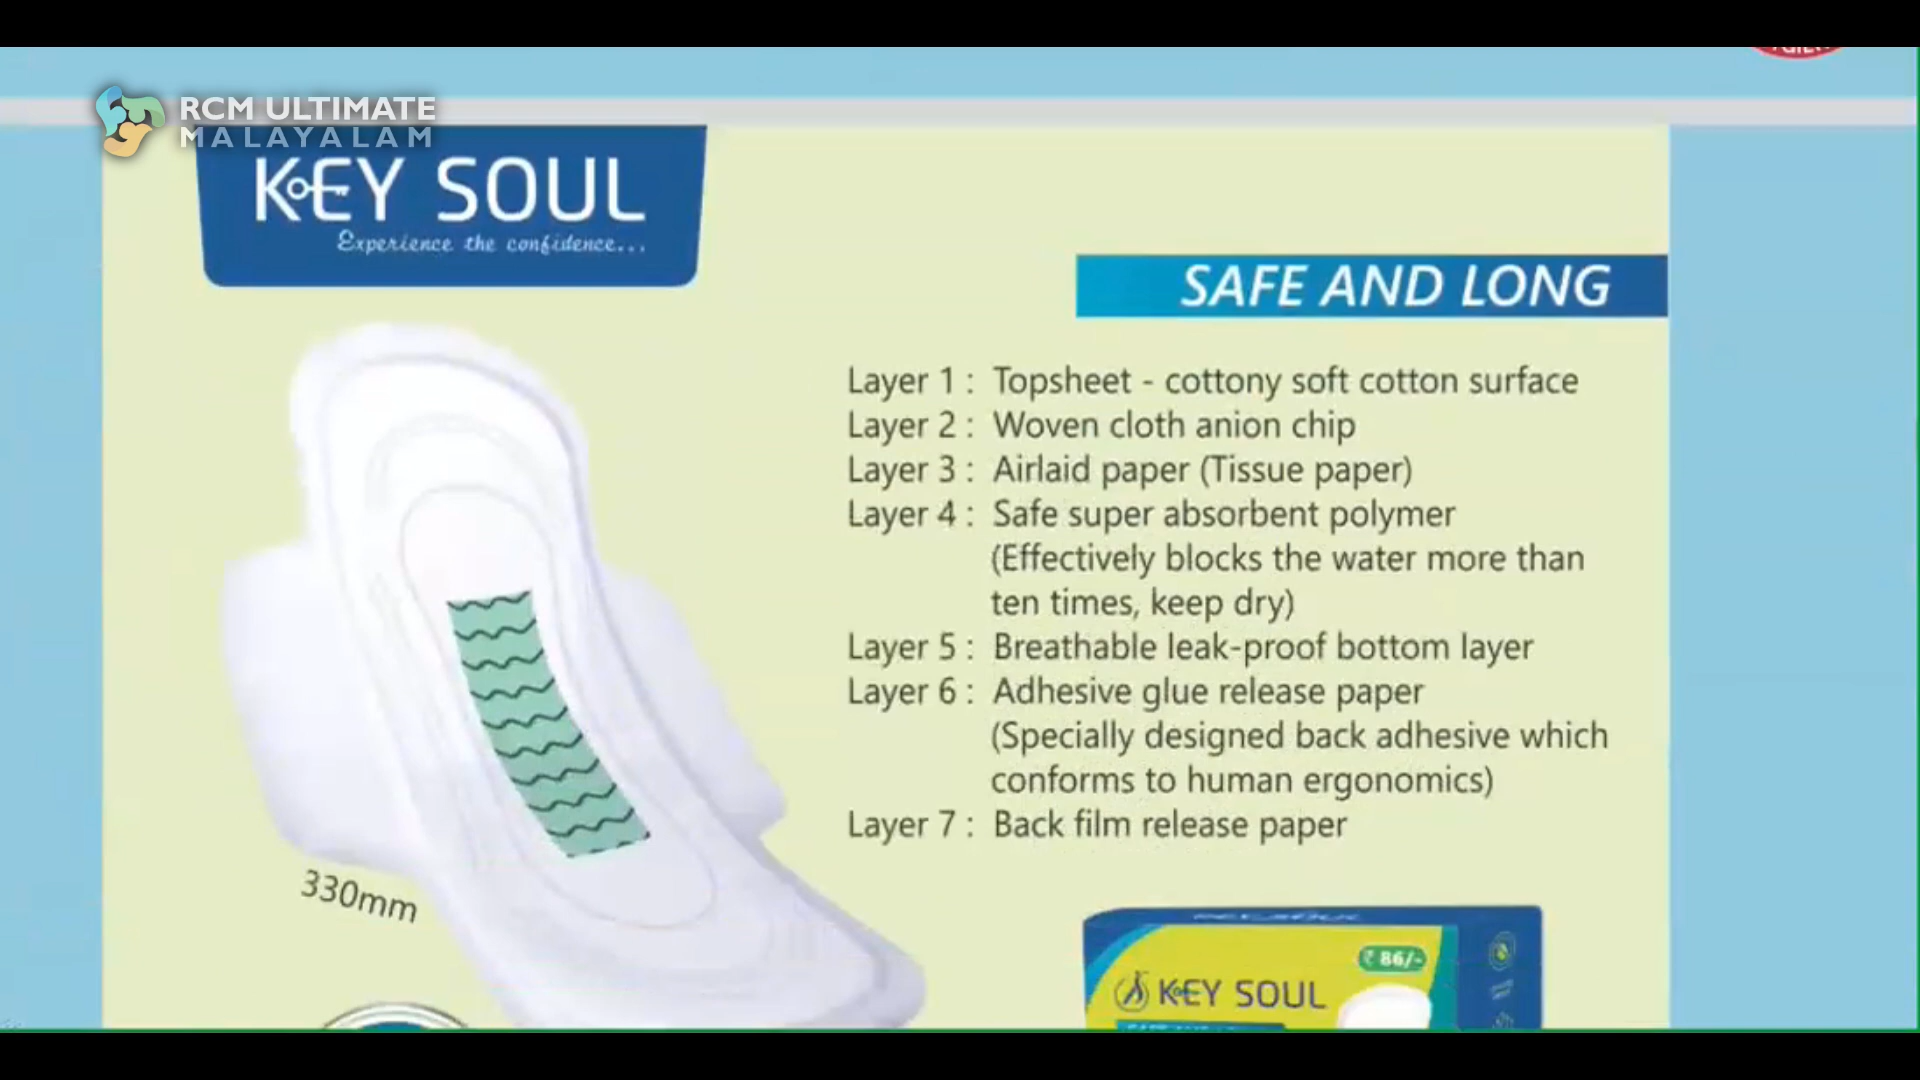 RCM ULTIMATE
MALAYALAM
KEY SOUL
Experience the confidence...
SAFE AND LONG
Layer 1 : Topsheet - cottony soft cotton surface
Layer 2 : Woven cloth anion chip
Layer 3 : Airlaid paper (Tissue paper)
Layer 4 : Safe super absorbent polymer
(Effectively blocks the water more than
ten times, keep dry)
Layer 5 : Breathable leak-proof bottom layer
Layer 6 : Adhesive glue release paper
(Specially designed back adhesive which
conforms to human ergonomics)
Layer 7 : Back film release paper
330mm
₹ 86/-
KEY SOUL